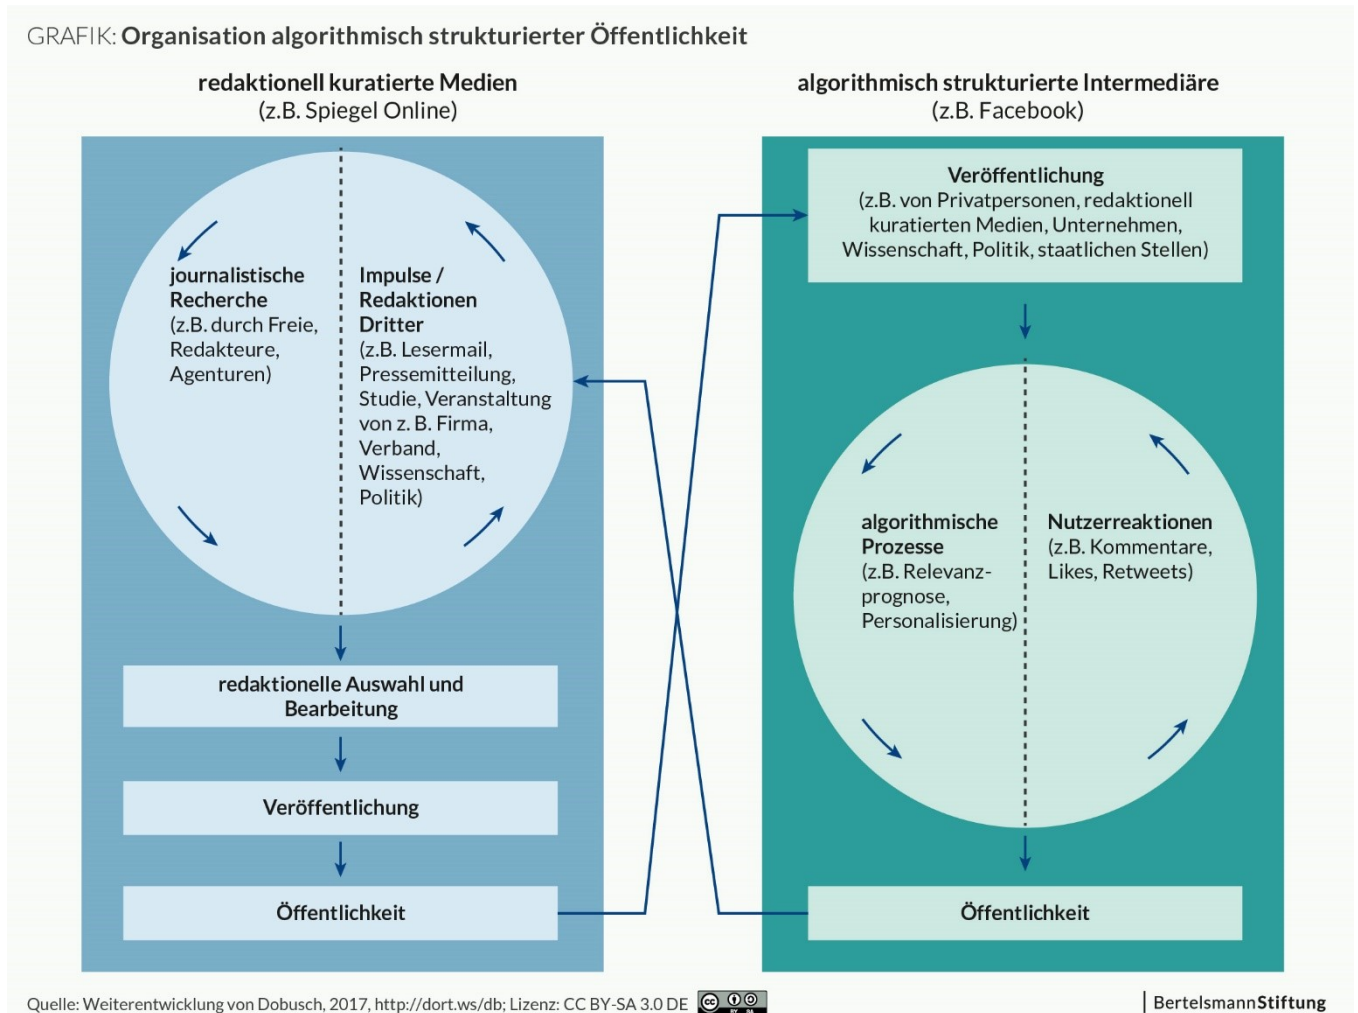 GRAFIK: Organisation algorithmisch strukturierter Öffentlichkeit
redaktionell kuratierte Medien
(z.B. Spiegel Online)
journalistische
Recherche
(z.B. durch Freie,
Redakteure,
Agenturen)
Impulse /
Redaktionen
Dritter
(z.B. Lesermail,
Pressemitteilung,
Studie, Veranstaltung
von z. B. Firma,
Verband,
Wissenschaft,
Politik)
redaktionelle Auswahl und
Bearbeitung
Veröffentlichung
Öffentlichkeit
algorithmisch strukturierte Intermediäre
(z.B. Facebook)
Veröffentlichung
(z.B. von Privatpersonen, redaktionell
kuratierten Medien, Unternehmen,
Wissenschaft, Politik, staatlichen Stellen)
algorithmische
Prozesse
(z.B. Relevanz-
prognose,
Personalisierung)
Nutzerreaktionen
(z.B. Kommentare,
Likes, Retweets)
Öffentlichkeit
Quelle: Weiterentwicklung von Dobusch, 2017, http://dort.ws/db; Lizenz: CC BY-SA 3.0 DE
cc BY SA
BertelsmannStiftung